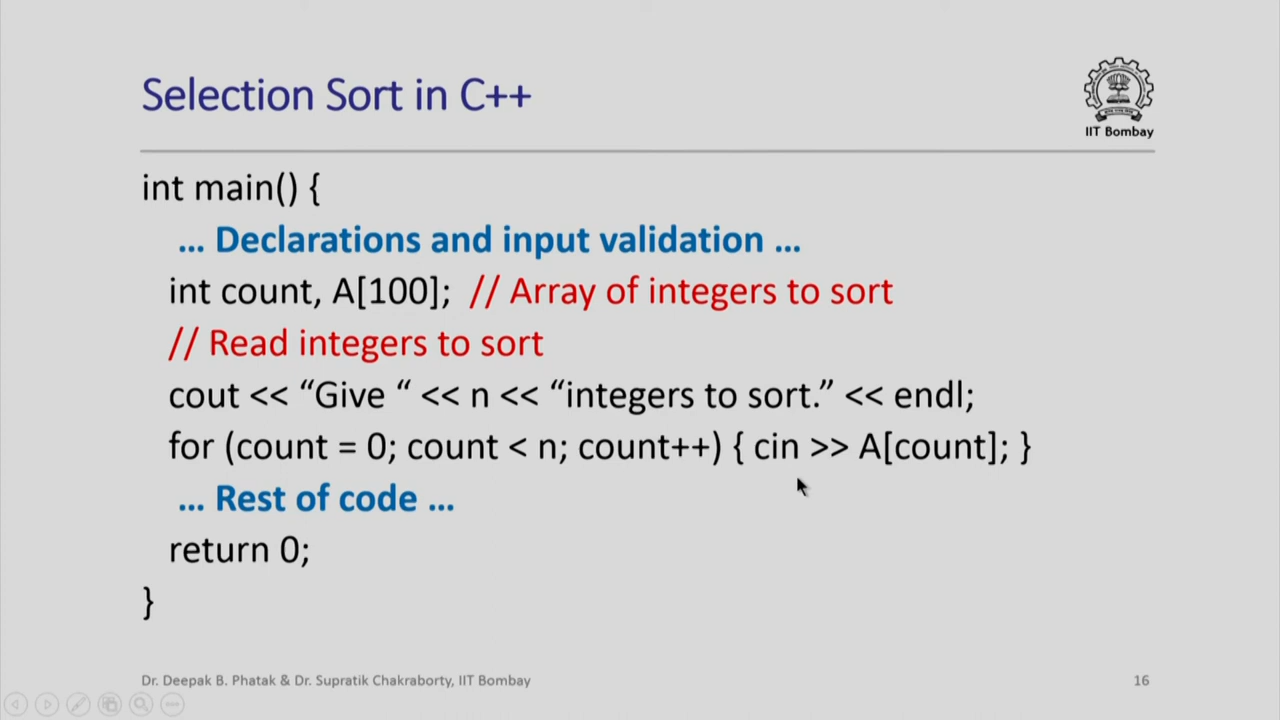 Selection Sort in C++
IIT Bombay
int main() {
… Declarations and input validation …
int count, A[100]; // Array of integers to sort
// Read integers to sort
cout << “Give “ << n << “integers to sort.” << endl;
for (count = 0; count < n; count++) { cin >> A[count]; }
… Rest of code …
return 0;
}
Dr. Deepak B. Phatak & Dr. Supratik Chakraborty, IIT Bombay
16